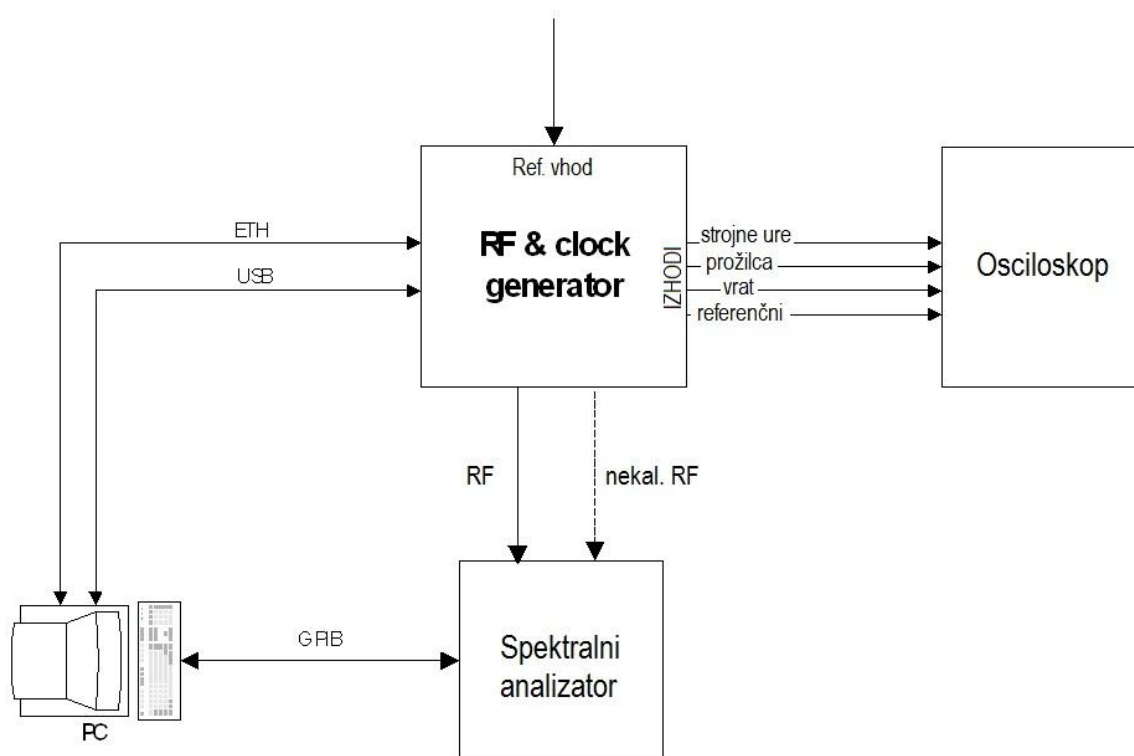 Ref. vhod
RF & clock
generator
IZHODI
ETH
USB
strojne ure
prožilca
vrat
referenčni
Osciloskop
RF
nekal. RF
GPIB
Spektralni
analizator
PC